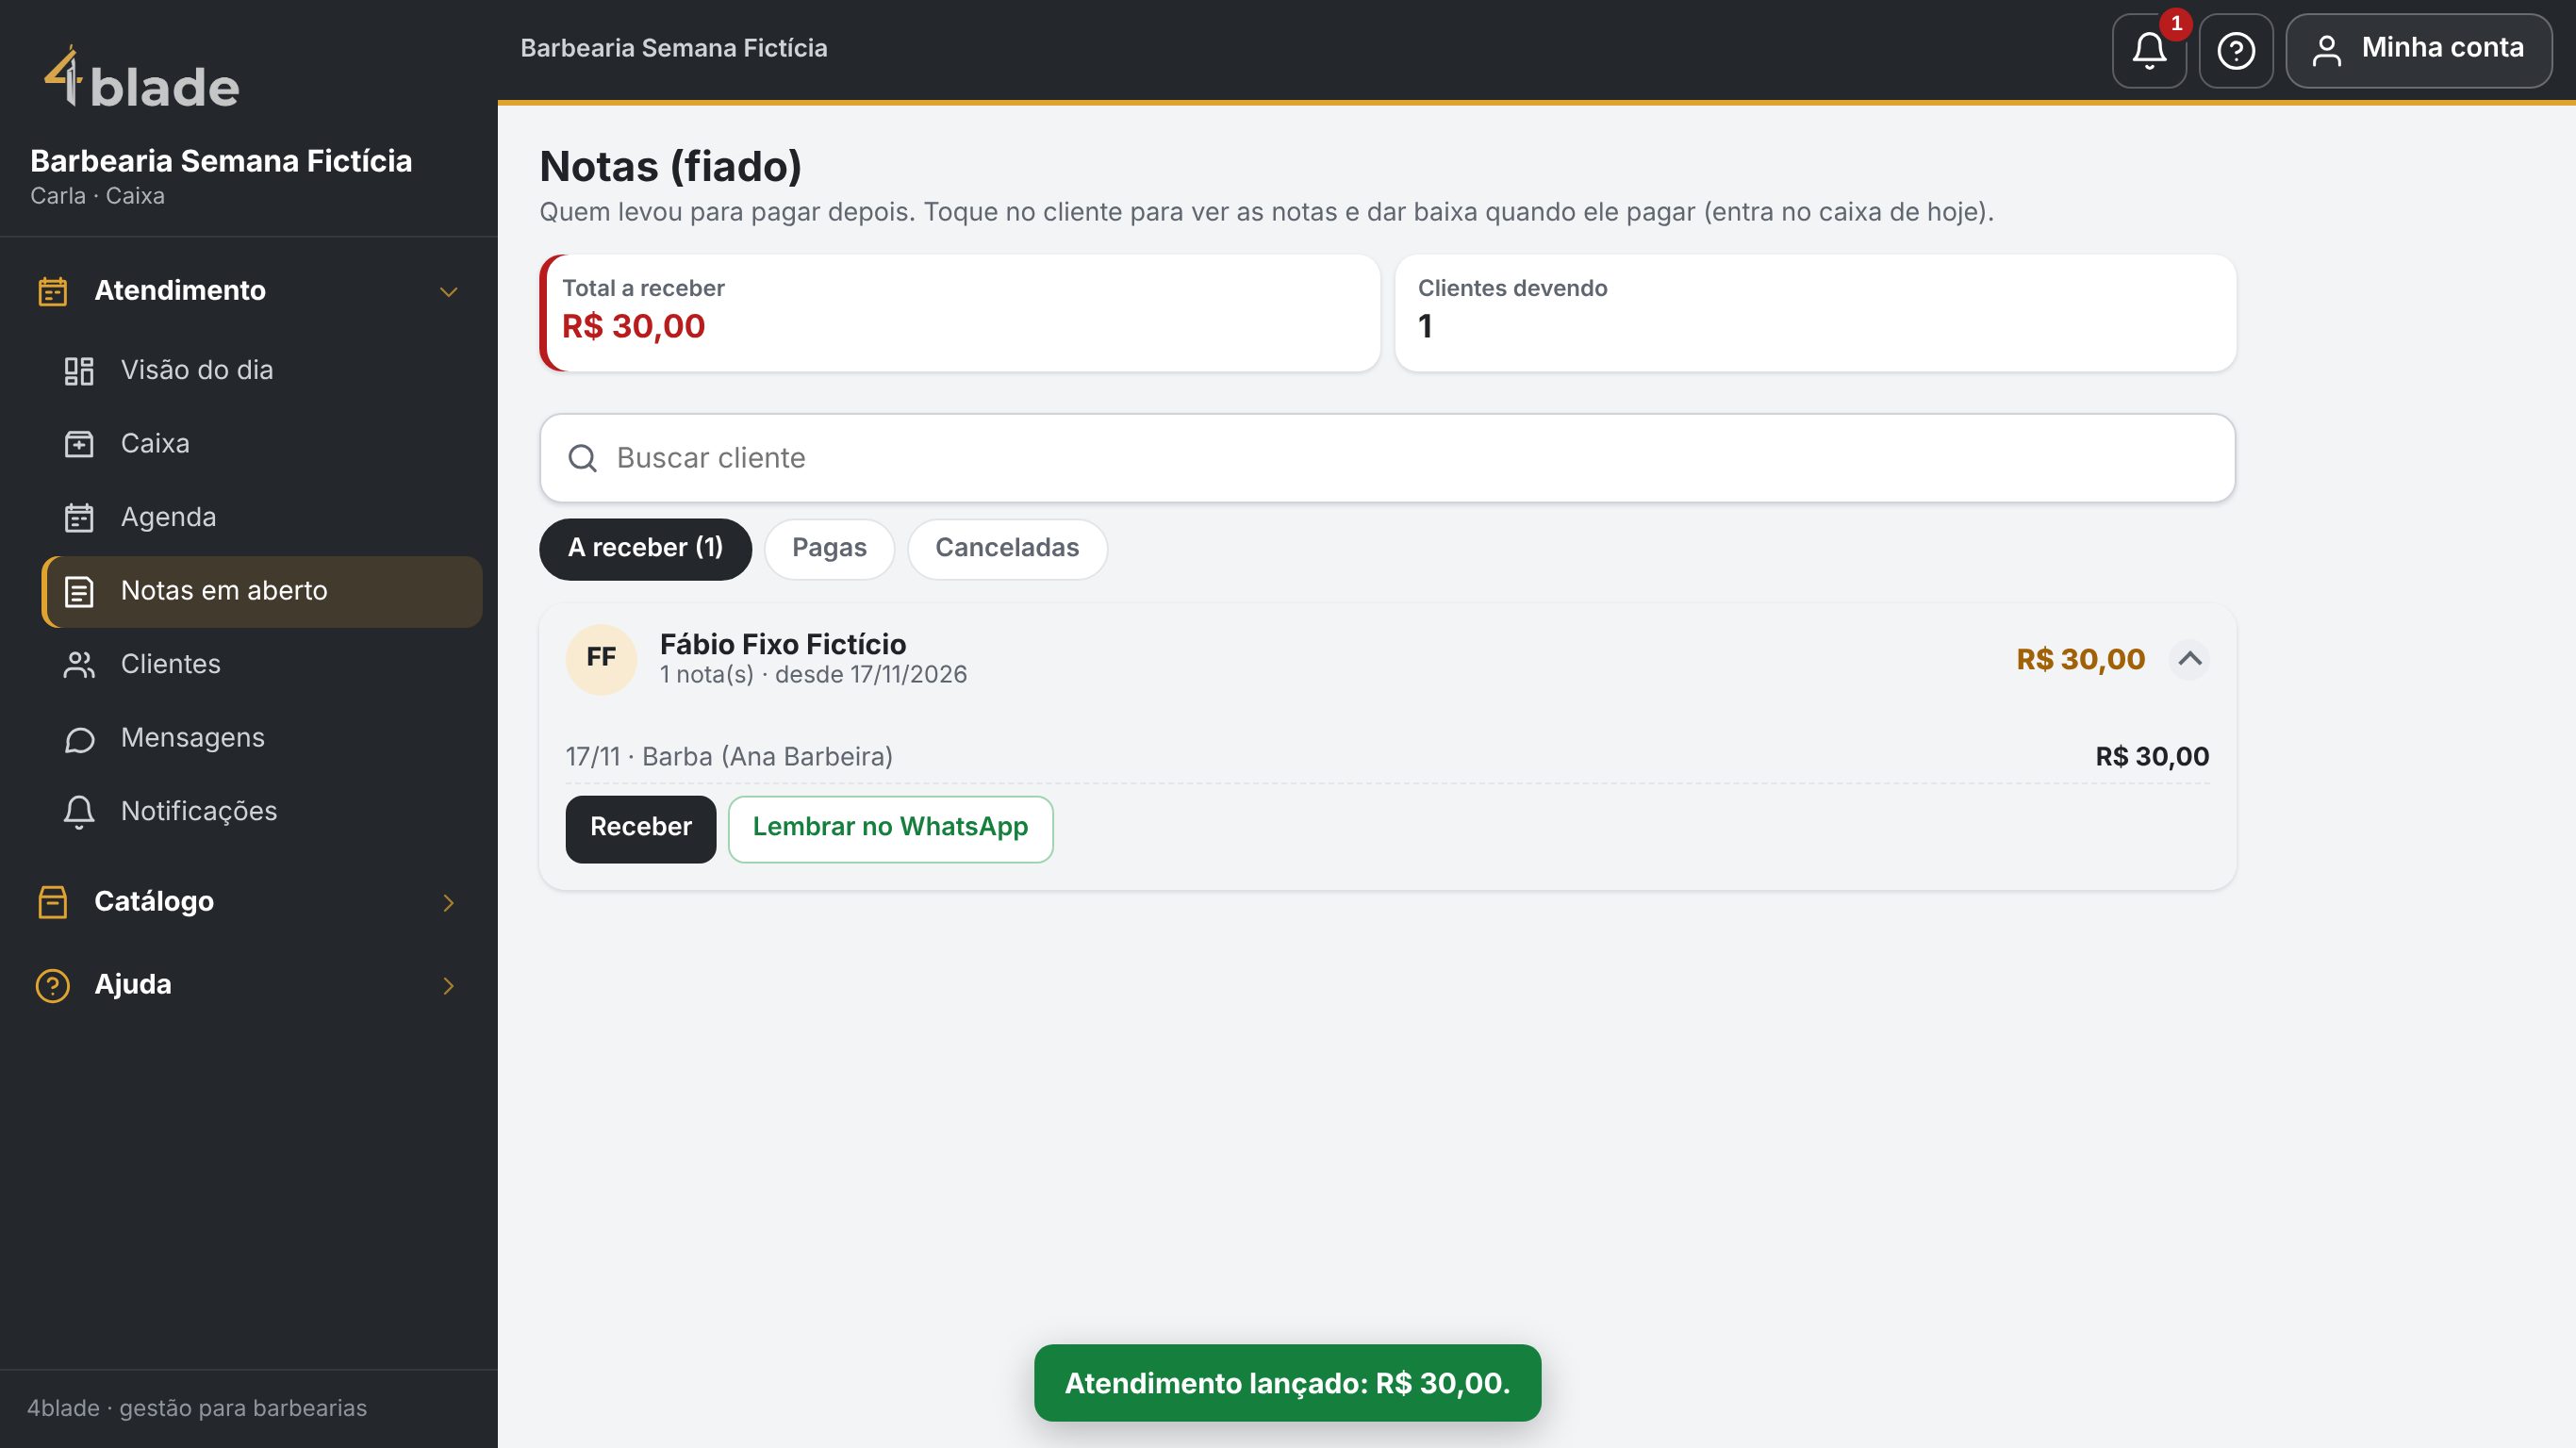 4blade
Barbearia Semana Fictícia
Carla · Caixa
Atendimento
Visão do dia
Caixa
Agenda
Notas em aberto
Clientes
Mensagens
Notificações
Catálogo
Ajuda
4blade · gestão para barbearias
Barbearia Semana Fictícia
1
Minha conta
Notas (fiado)
Quem levou para pagar depois. Toque no cliente para ver as notas e dar baixa quando ele pagar (entra no caixa de hoje).
Total a receber
R$ 30,00
Clientes devendo
1
Buscar cliente
A receber (1)
Pagas
Canceladas
FF
Fábio Fixo Fictício
1 nota(s) · desde 17/11/2026
R$ 30,00
17/11 · Barba (Ana Barbeira)
R$ 30,00
Receber
Lembrar no WhatsApp
Atendimento lançado: R$ 30,00.